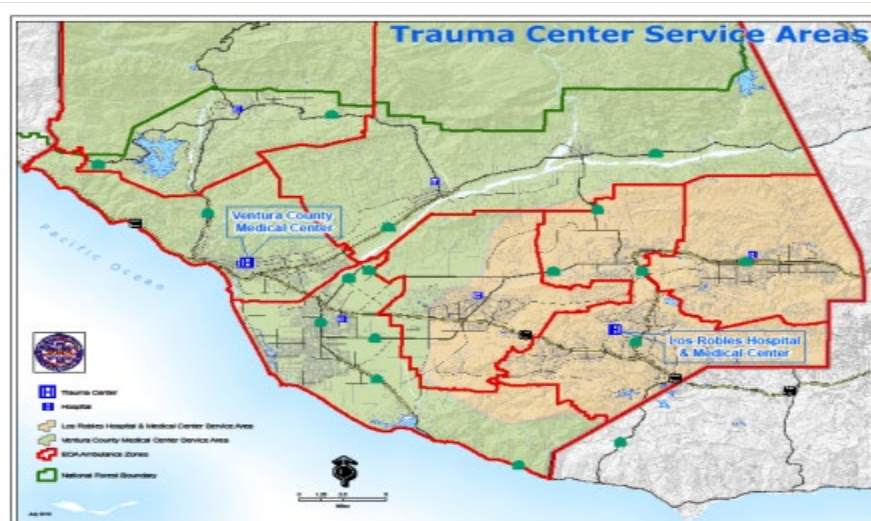 Trauma Center Service Areas
Ventura County
Medical Center
Pacific Ocean
Los Robles Hospital
& Medical Center
Trauma Center
Hospital
Los Robles Hospital & Medical Center Service Area
Ventura County Medical Center Service Area
EOA Ambulance Zones
National Forest Boundary
Miles